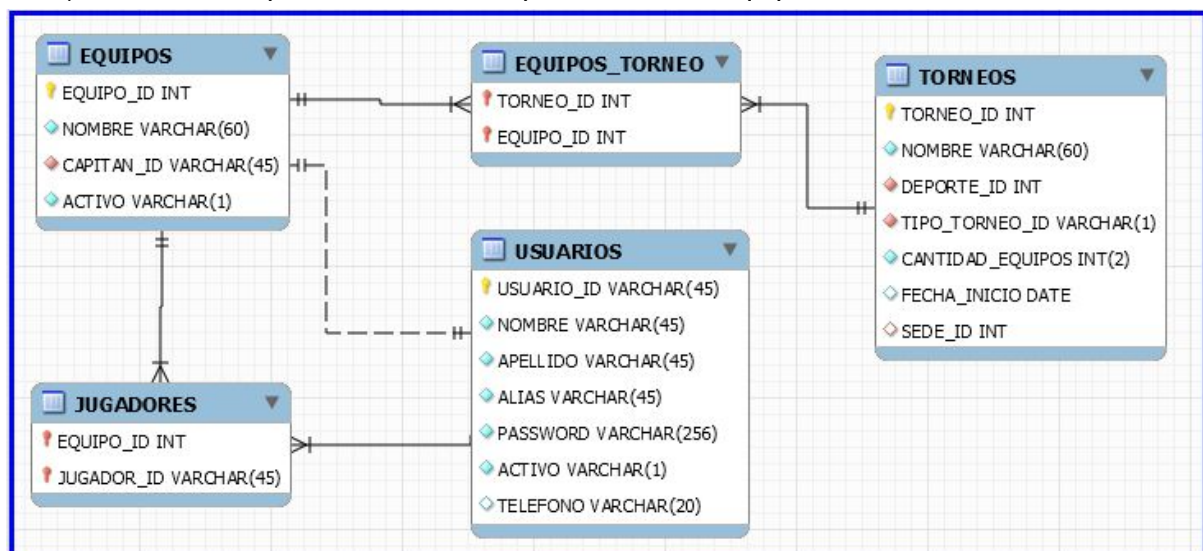 EQUIPOS
EQUIPO_ID INT
NOMBRE VARCHAR(60)
CAPITAN_ID VARCHAR(45)
ACTIVO VARCHAR(1)
EQUIPOS_TORNEO
TORNEO_ID INT
EQUIPO_ID INT
TORNEOS
TORNEO_ID INT
NOMBRE VARCHAR(60)
DEPORTE_ID INT
TIPO_TORNEO_ID VARCHAR(1)
CANTIDAD_EQUIPOS INT(2)
FECHA_INICIO DATE
SEDE_ID INT
USUARIOS
USUARIO_ID VARCHAR(45)
NOMBRE VARCHAR(45)
APELLIDO VARCHAR(45)
ALIAS VARCHAR(45)
PASSWORD VARCHAR(256)
ACTIVO VARCHAR(1)
TELEFONO VARCHAR(20)
JUGADORES
EQUIPO_ID INT
JUGADOR_ID VARCHAR(45)